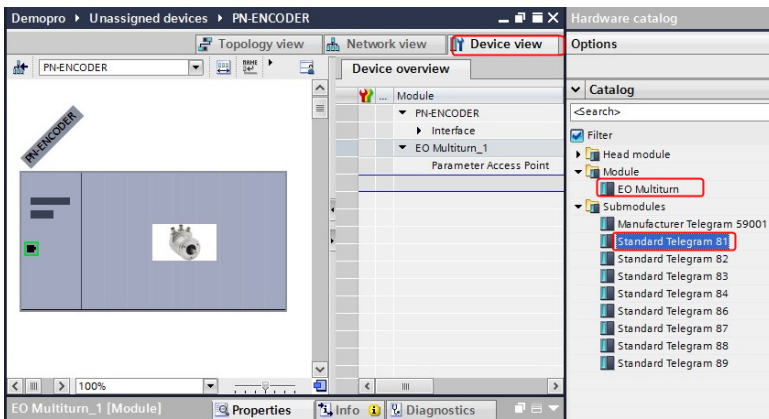 Demopro ▸ Unassigned devices ▸ PN-ENCODER
Hardware catalog
Topology view
Network view
Device view
Options
PN-ENCODER
Device overview
Catalog
... Module
<Search>
PN-ENCODER
Filter
Interface
Head module
EO Multiturn_1
Module
Parameter Access Point
EO Multiturn
Submodules
Manufacturer Telegram 59001
Standard Telegram 81
Standard Telegram 82
Standard Telegram 83
Standard Telegram 84
Standard Telegram 86
Standard Telegram 87
Standard Telegram 88
Standard Telegram 89
PN-ENCODER
100%
EO Multiturn_1 [Module]
Properties
Info
Diagnostics